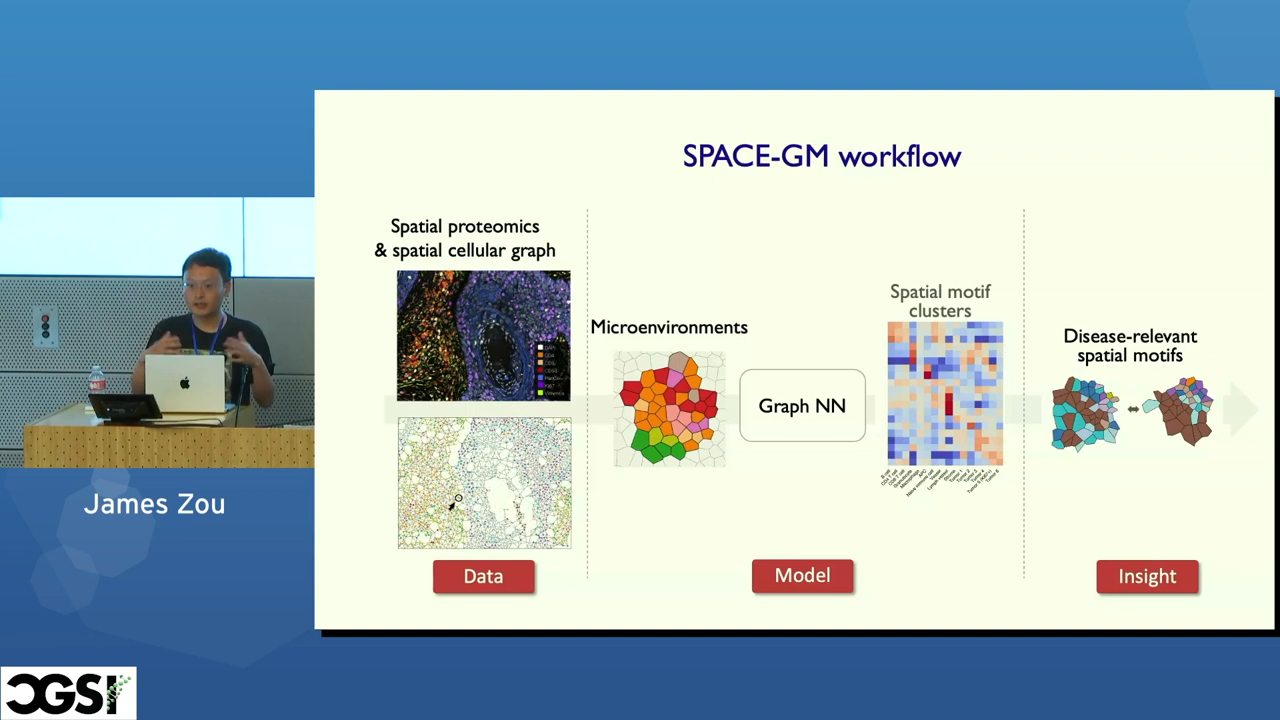 SPACE-GM workflow
Spatial proteomics
& spatial cellular graph
Microenvironments
Graph NN
Spatial motif
clusters
Disease-relevant
spatial motifs
Data
Model
Insight
James Zou
CGSI